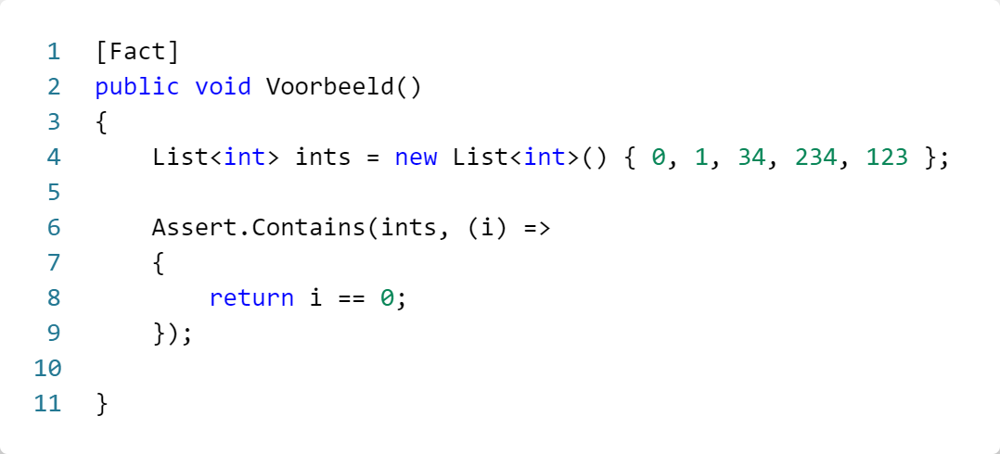 1 [Fact]
2 public void Voorbeeld()
3 {
4     List<int> ints = new List<int>() { 0, 1, 34, 234, 123 };
5
6     Assert.Contains(ints, (i) =>
7     {
8         return i == 0;
9     });
10
11 }